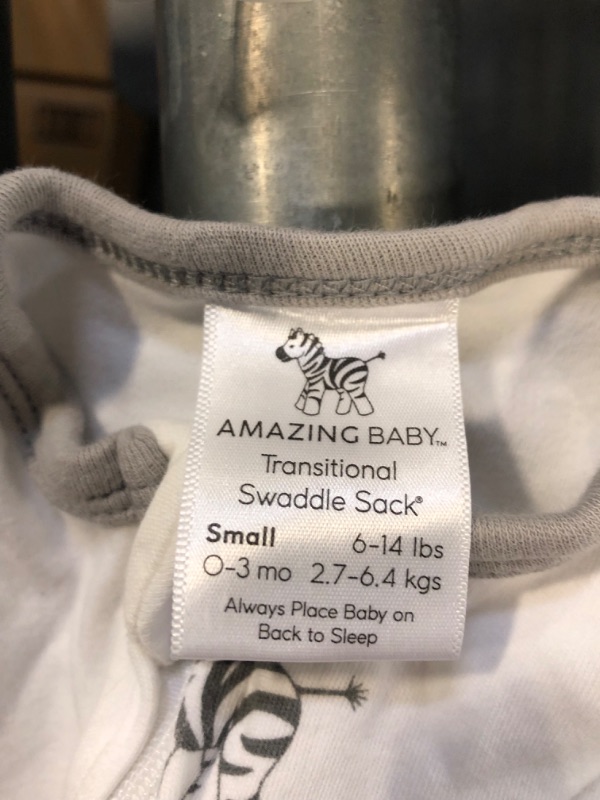 AMAZING BABY™
Transitional
Swaddle Sack®
Small 6-14 lbs
0-3 mo 2.7-6.4 kgs
Always Place Baby on
Back to Sleep